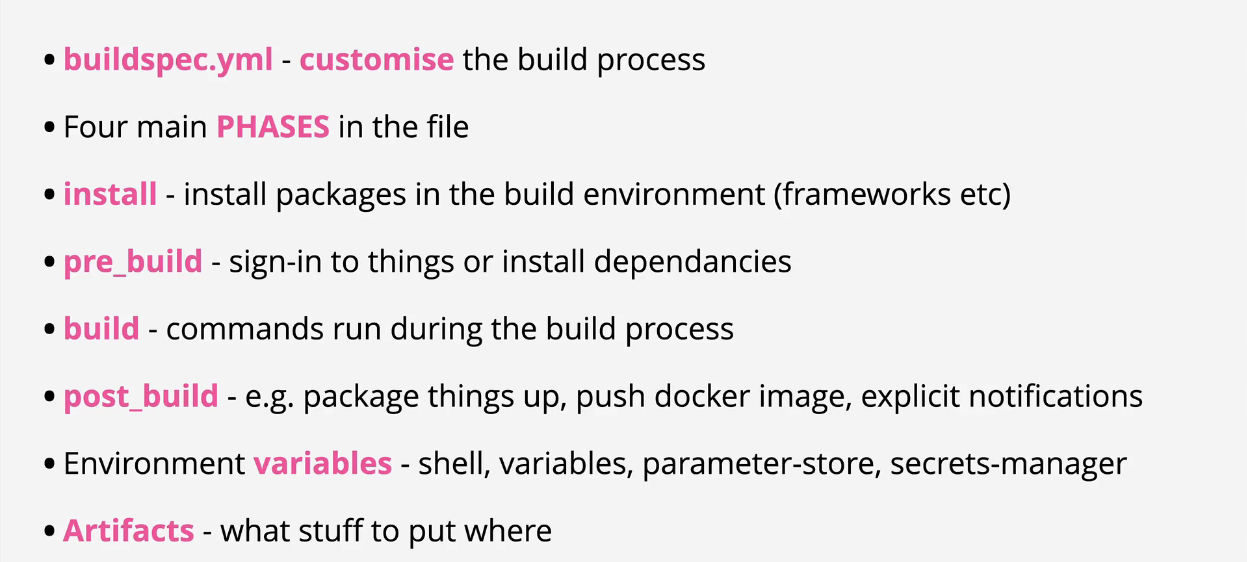 • buildspec.yml - customise the build process
• Four main PHASES in the file
• install - install packages in the build environment (frameworks etc)
• pre_build - sign-in to things or install dependancies
• build - commands run during the build process
• post_build - e.g. package things up, push docker image, explicit notifications
• Environment variables - shell, variables, parameter-store, secrets-manager
• Artifacts - what stuff to put where